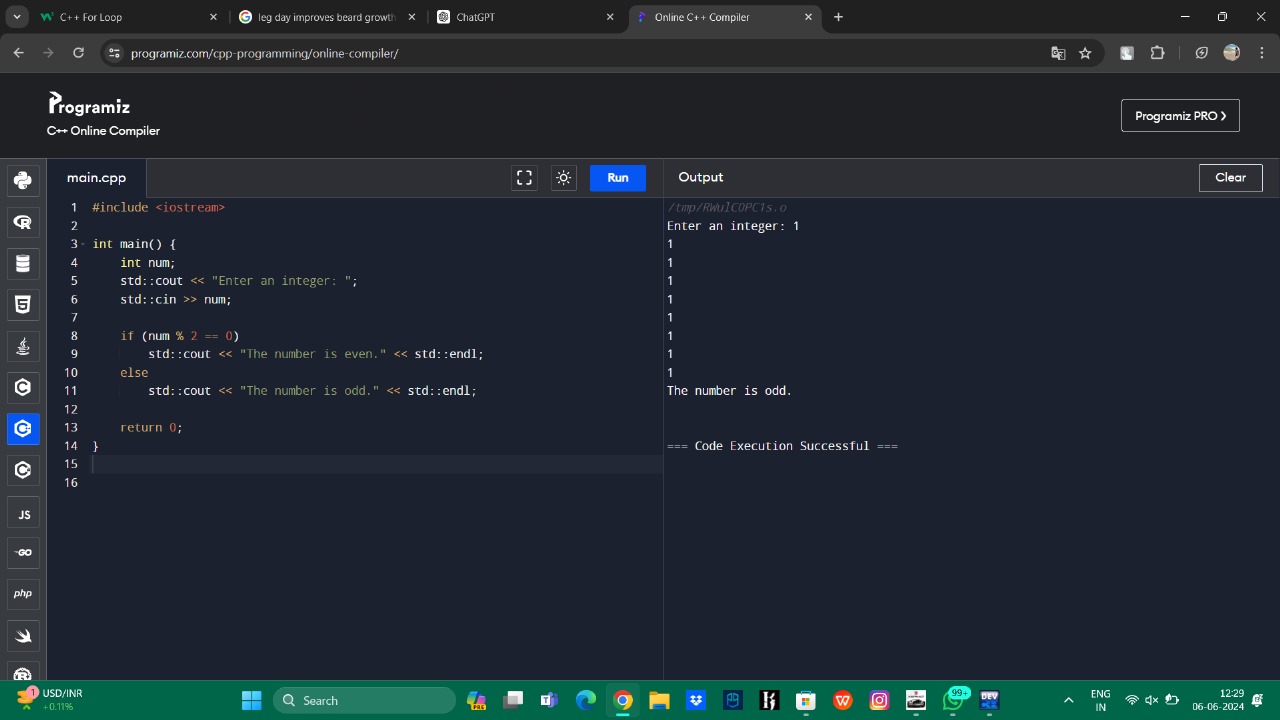 C++ For Loop
leg day improves beard growth
ChatGPT
Online C++ Compiler
programiz.com/cpp-programming/online-compiler/
Programiz
C++ Online Compiler
Programiz PRO ❯
main.cpp
Run
Output
Clear
1 #include <iostream>
2
3 int main() {
4 int num;
5 std::cout << "Enter an integer: ";
6 std::cin >> num;
7
8 if (num % 2 == 0)
9 std::cout << "The number is even." << std::endl;
10 else
11 std::cout << "The number is odd." << std::endl;
12
13 return 0;
14 }
15
16
/tmp/RWulCOPC1s.o
Enter an integer: 1
1
1
1
1
1
1
1
1
The number is odd.
=== Code Execution Successful ===
JS
GO
php
1
USD/INR
+0.11%
Search
PRE
99+
DEV
ENG
IN
12:29
06-06-2024